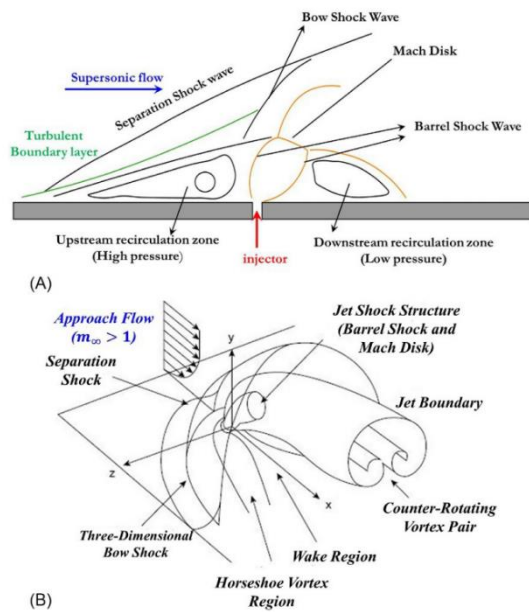 Bow Shock Wave
Mach Disk
Supersonic flow
Separation Shock wave
Turbulent
Boundary layer
Barrel Shock Wave
Upstream recirculation zone
(High pressure)
injector
Downstream recirculation zone
(Low pressure)
(A)
Approach Flow
(m∞ > 1)
Separation
Shock
y
Jet Shock Structure
(Barrel Shock and
Mach Disk)
Jet Boundary
z
x
Three-Dimensional
Bow Shock
Counter-Rotating
Vortex Pair
Wake Region
Horseshoe Vortex
Region
(B)